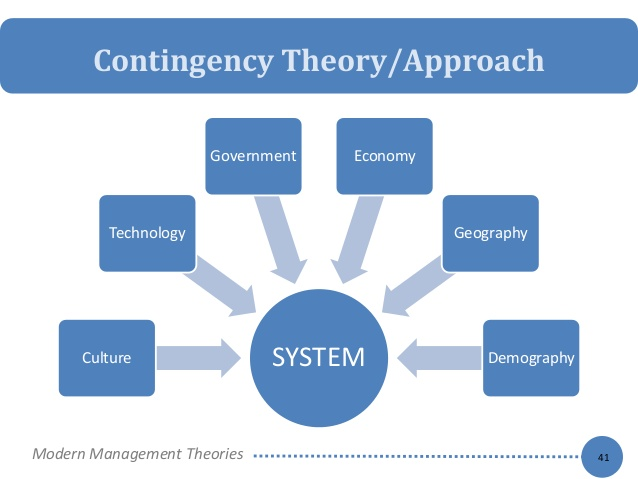 Contingency Theory/Approach
Government
Economy
Technology
Geography
Culture
SYSTEM
Demography
Modern Management Theories
41